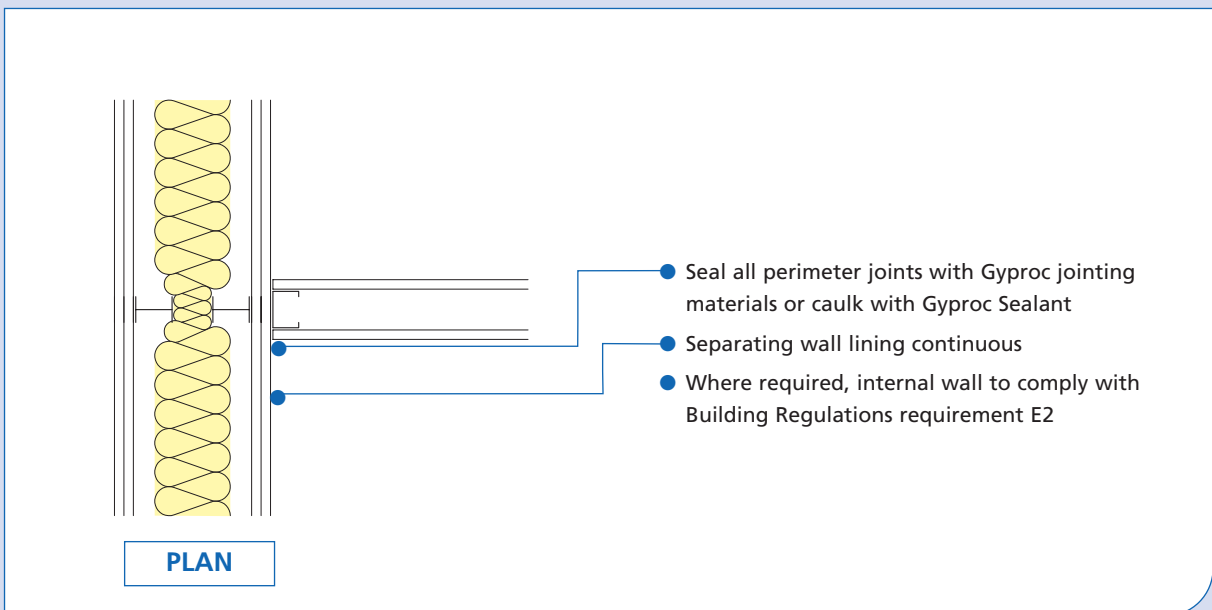 Seal all perimeter joints with Gyproc jointing
materials or caulk with Gyproc Sealant
Separating wall lining continuous
Where required, internal wall to comply with
Building Regulations requirement E2
PLAN